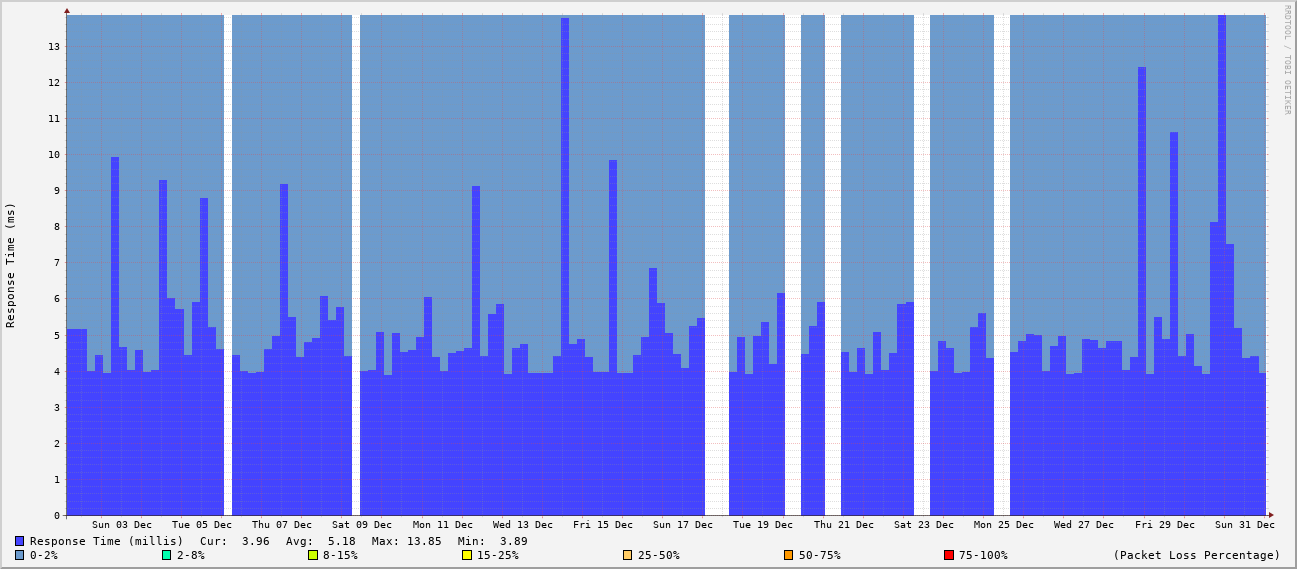 RRDTOOL / TOBI OETIKER
Response Time (ms)
13
12
11
10
9
8
7
6
5
4
3
2
1
0
Sun 03 Dec Tue 05 Dec Thu 07 Dec Sat 09 Dec Mon 11 Dec Wed 13 Dec Fri 15 Dec Sun 17 Dec Tue 19 Dec Thu 21 Dec Sat 23 Dec Mon 25 Dec Wed 27 Dec Fri 29 Dec Sun 31 Dec
Response Time (millis) Cur: 3.96 Avg: 5.18 Max: 13.85 Min: 3.89
0-2% 2-8% 8-15% 15-25% 25-50% 50-75% 75-100% (Packet Loss Percentage)